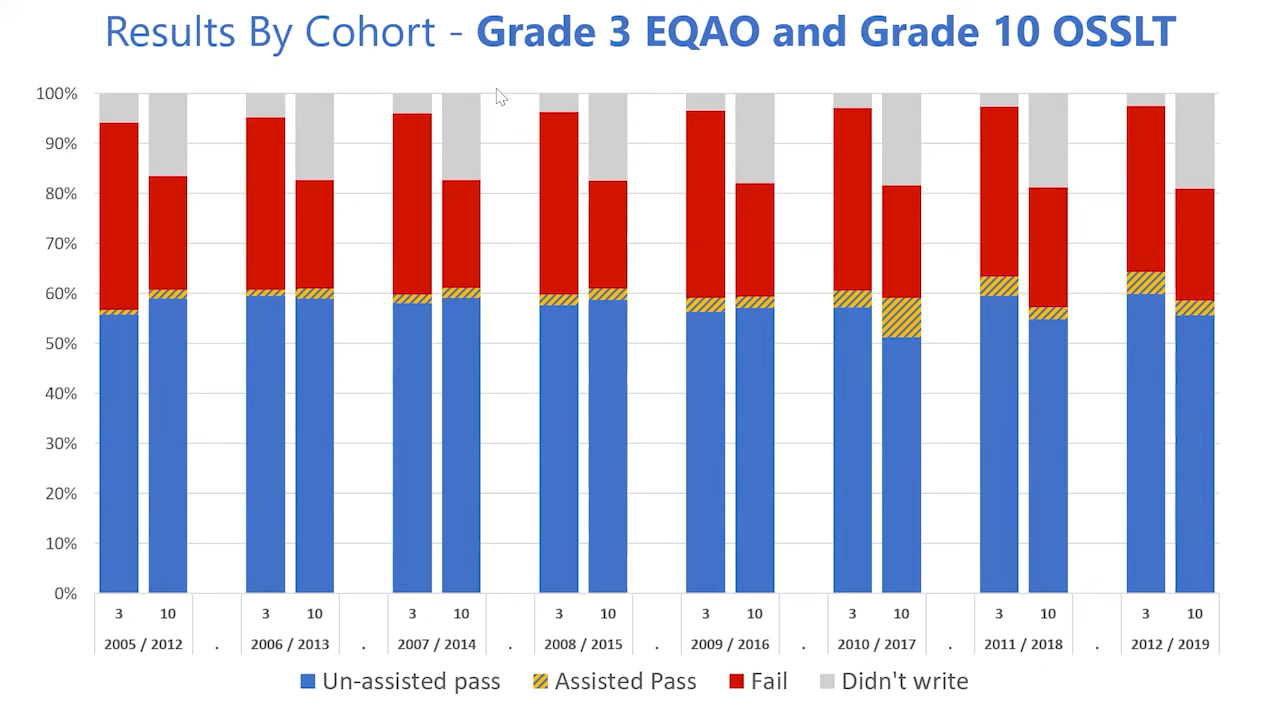 Results By Cohort - Grade 3 EQAO and Grade 10 OSSLT
100%
90%
80%
70%
60%
50%
40%
30%
20%
10%
0%
3 10 3 10 3 10 3 10 3 10 3 10 3 10 3 10
2005 / 2012 . 2006 / 2013 . 2007 / 2014 . 2008 / 2015 . 2009 / 2016 . 2010 / 2017 . 2011 / 2018 . 2012 / 2019
Un-assisted pass Assisted Pass Fail Didn't write